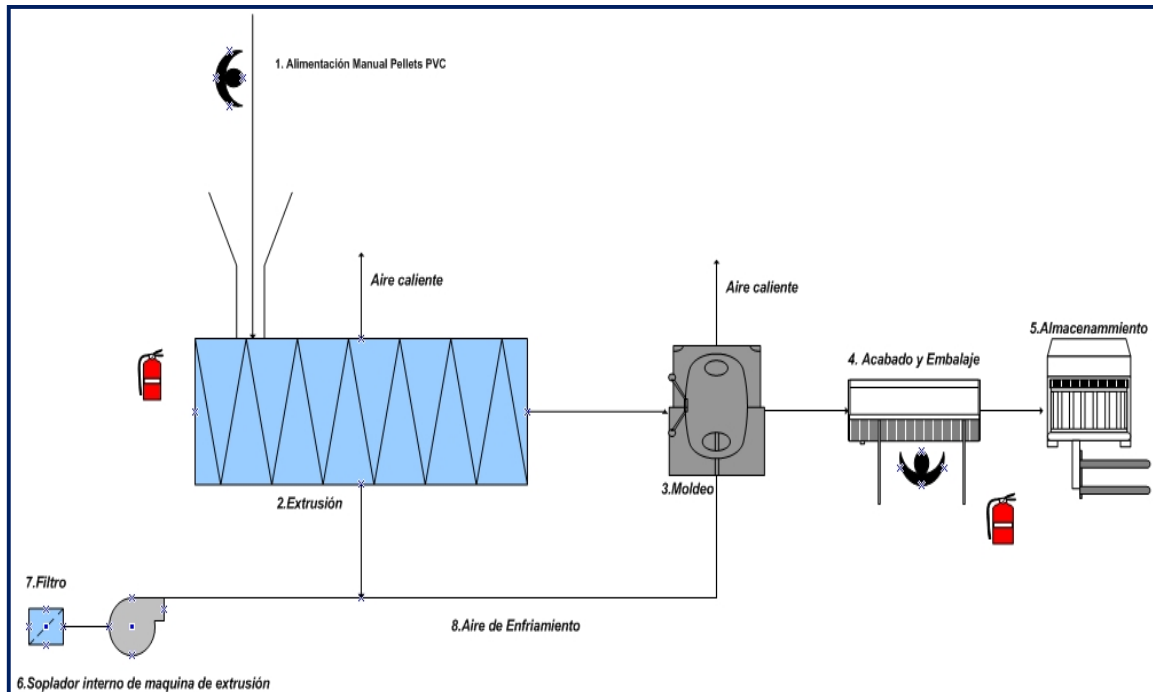 1. Alimentación Manual Pellets PVC
Aire caliente
Aire caliente
5.Almacenammiento
4. Acabado y Embalaje
2.Extrusión
3.Moldeo
7.Filtro
8.Aire de Enfriamiento
6.Soplador interno de maquina de extrusión